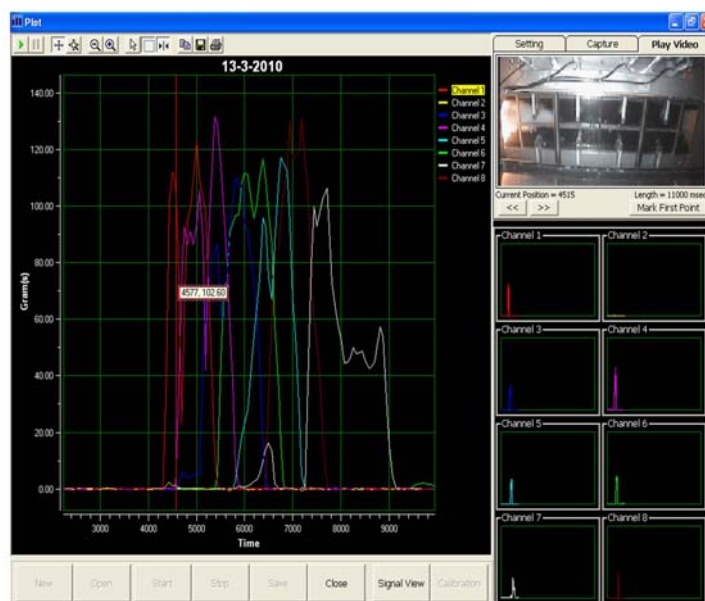 Plot
Setting
Capture
Play Video
13-3-2010
140.00
120.00
100.00
80.00
60.00
40.00
20.00
0.00
Gram(s)
4577, 102.60
3000
4000
5000
6000
7000
8000
9000
Time
Channel 1
Channel 2
Channel 3
Channel 4
Channel 5
Channel 6
Channel 7
Channel 8
Current Position = 4515
Length = 11000 msec
<<
>>
Mark First Point
Channel 1
Channel 2
Channel 3
Channel 4
Channel 5
Channel 6
Channel 7
Channel 8
New
Open
Start
Stop
Save
Close
Signal View
Calibration